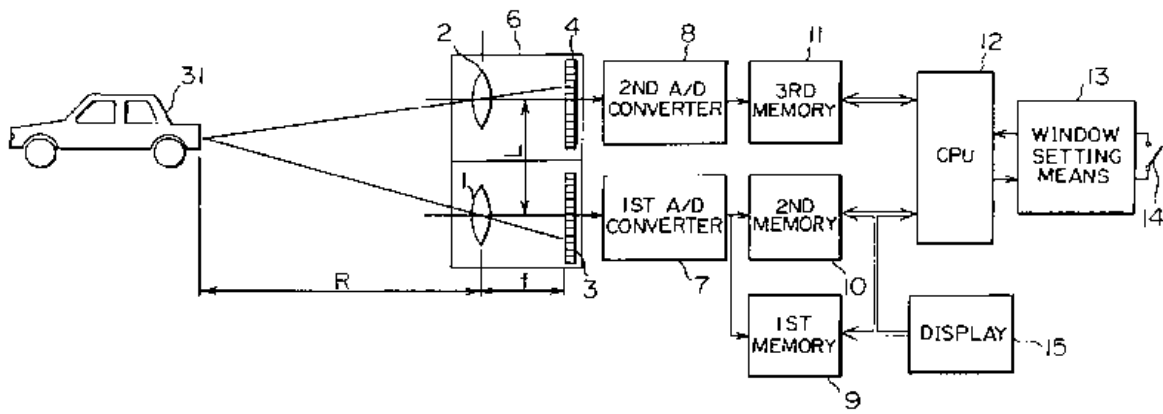 31
2
6
4
8
11
12
13
2ND A/D
CONVERTER
3RD
MEMORY
CPU
WINDOW
SETTING
MEANS
14
L
1
1ST A/D
CONVERTER
2ND
MEMORY
R
f
3
7
10
1ST
MEMORY
DISPLAY
15
9